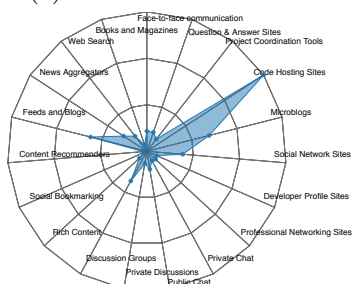 Face-to-face communication
Books and Magazines
Question & Answer Sites
Web Search
Project Coordination Tools
News Aggregators
Code Hosting Sites
Feeds and Blogs
Microblogs
Content Recommenders
Social Network Sites
Social Bookmarking
Developer Profile Sites
Rich Content
Professional Networking Sites
Discussion Groups
Private Chat
Private Discussions
Public Chat